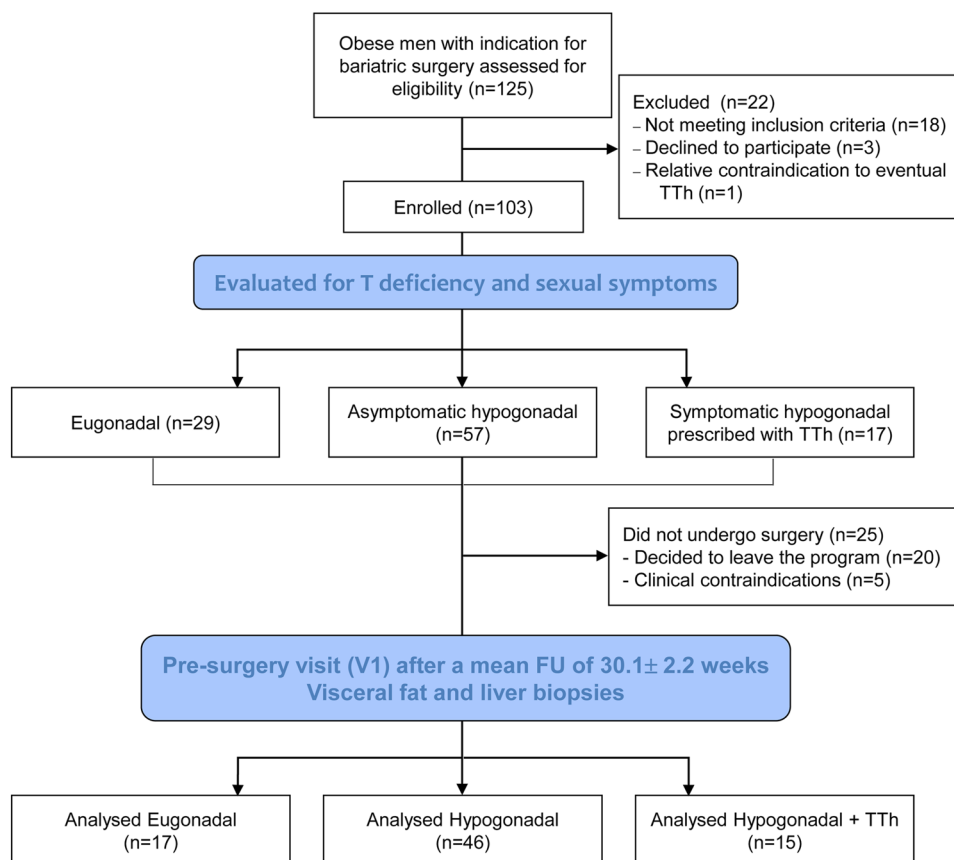 Obese men with indication for
bariatric surgery assessed for
eligibility (n=125)
Excluded (n=22)
– Not meeting inclusion criteria (n=18)
– Declined to participate (n=3)
– Relative contraindication to eventual
TTh (n=1)
Enrolled (n=103)
Evaluated for T deficiency and sexual symptoms
Eugonadal (n=29)
Asymptomatic hypogonadal
(n=57)
Symptomatic hypogonadal
prescribed with TTh (n=17)
Did not undergo surgery (n=25)
- Decided to leave the program (n=20)
- Clinical contraindications (n=5)
Pre-surgery visit (V1) after a mean FU of 30.1± 2.2 weeks
Visceral fat and liver biopsies
Analysed Eugonadal
(n=17)
Analysed Hypogonadal
(n=46)
Analysed Hypogonadal + TTh
(n=15)